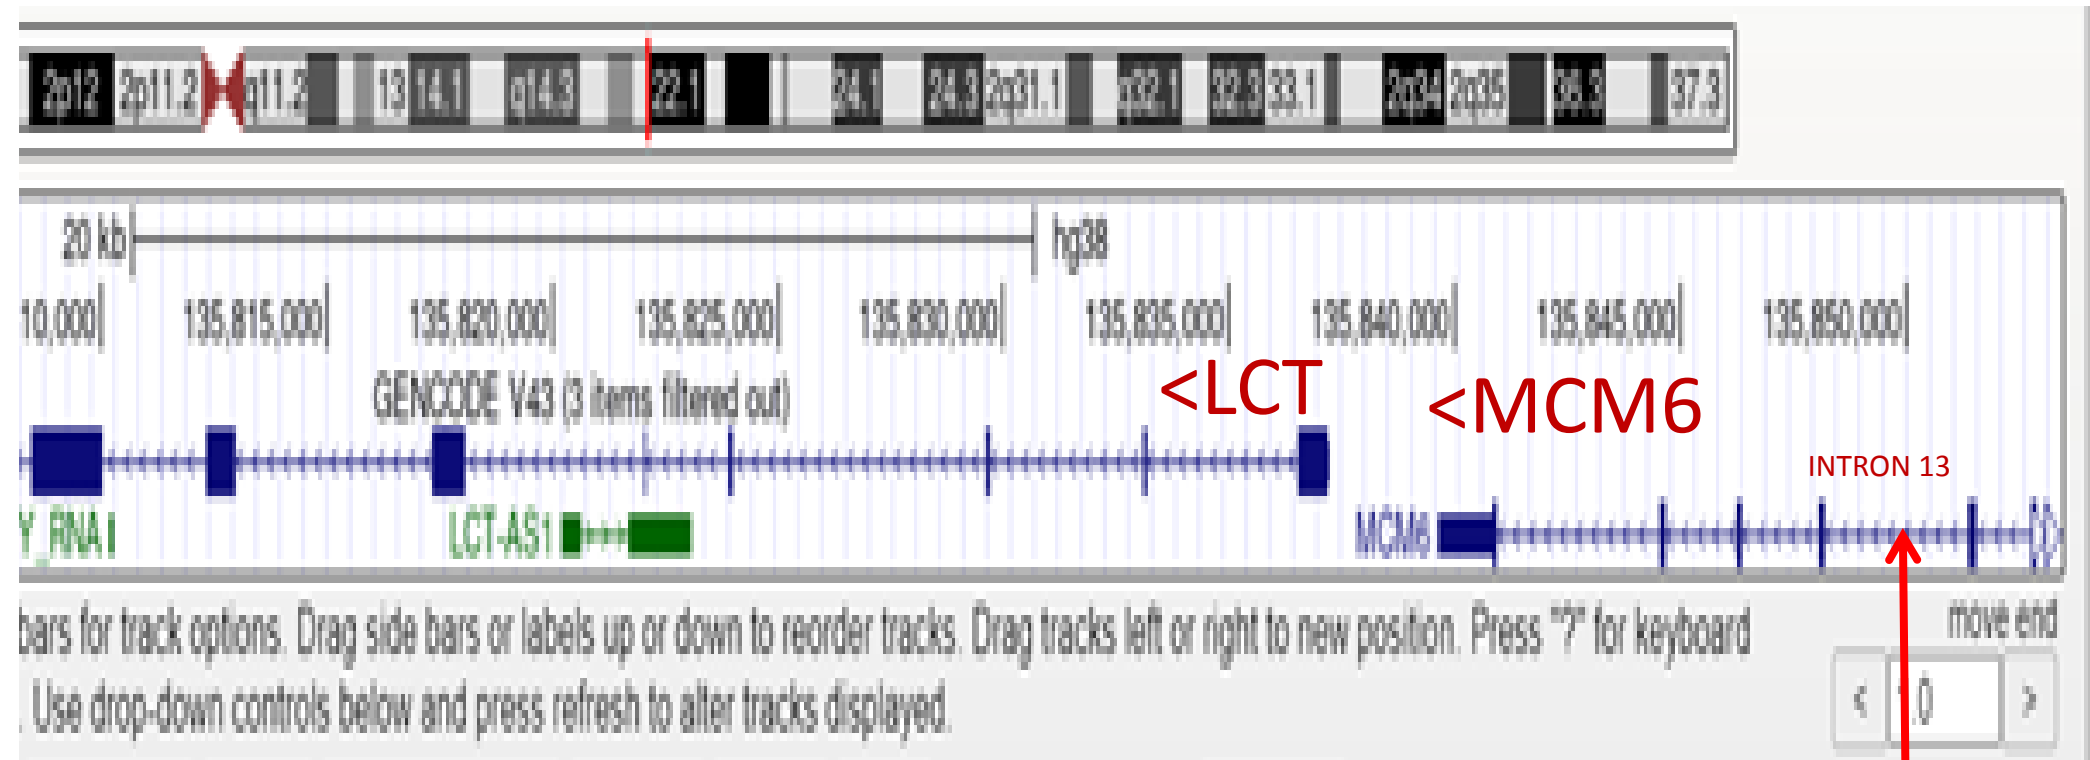 2p12 2p11.2 q11.2 13 14.1 q14.3 22.1 34.1 24.3 2q31.1 q32.1 32.3 33.1 2q34 2q35 36.3 37.3
20 kb hg38
10,000 135,815,000 135,820,000 135,825,000 135,830,000 135,835,000 135,840,000 135,845,000 135,850,000
GENCODE V43 (3 items filtered out)
<LCT <MCM6
INTRON 13
Y_RNA LCT-AS1 MCM6
bars for track options. Drag side bars or labels up or down to reorder tracks. Drag tracks left or right to new position. Press "?" for keyboard
move end
. Use drop-down controls below and press refresh to alter tracks displayed.
< .0 >